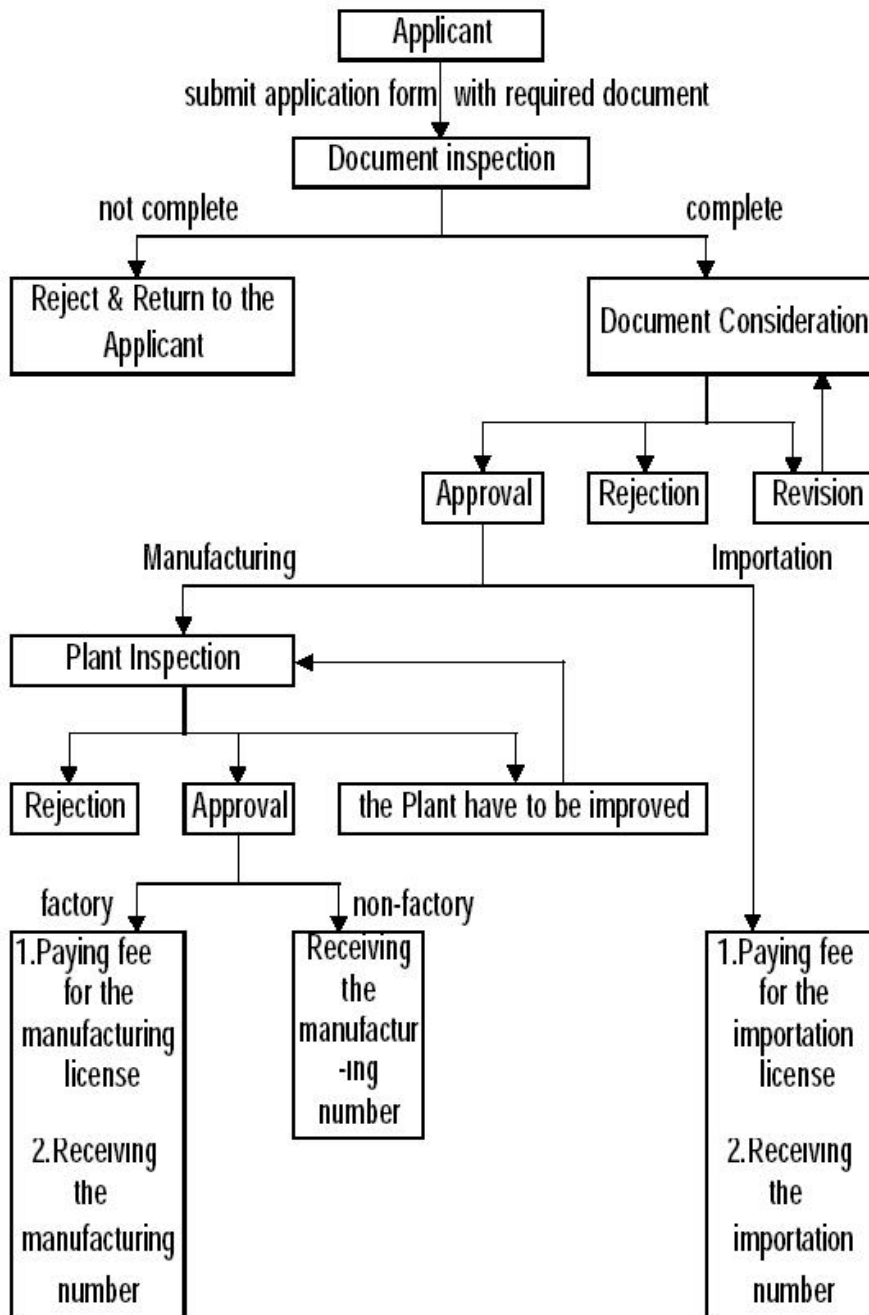 Applicant
submit application form with required document
Document inspection
not complete
complete
Reject & Return to the
Applicant
Document Consideration
Approval
Rejection
Revision
Manufacturing
Importation
Plant Inspection
Rejection
Approval
the Plant have to be improved
factory
non-factory
1.Paying fee
for the
manufacturing
license
2.Receiving
the
manufacturing
number
Receiving
the
manufactur
-ing
number
1.Paying fee
for the
importation
license
2.Receiving
the
importation
number